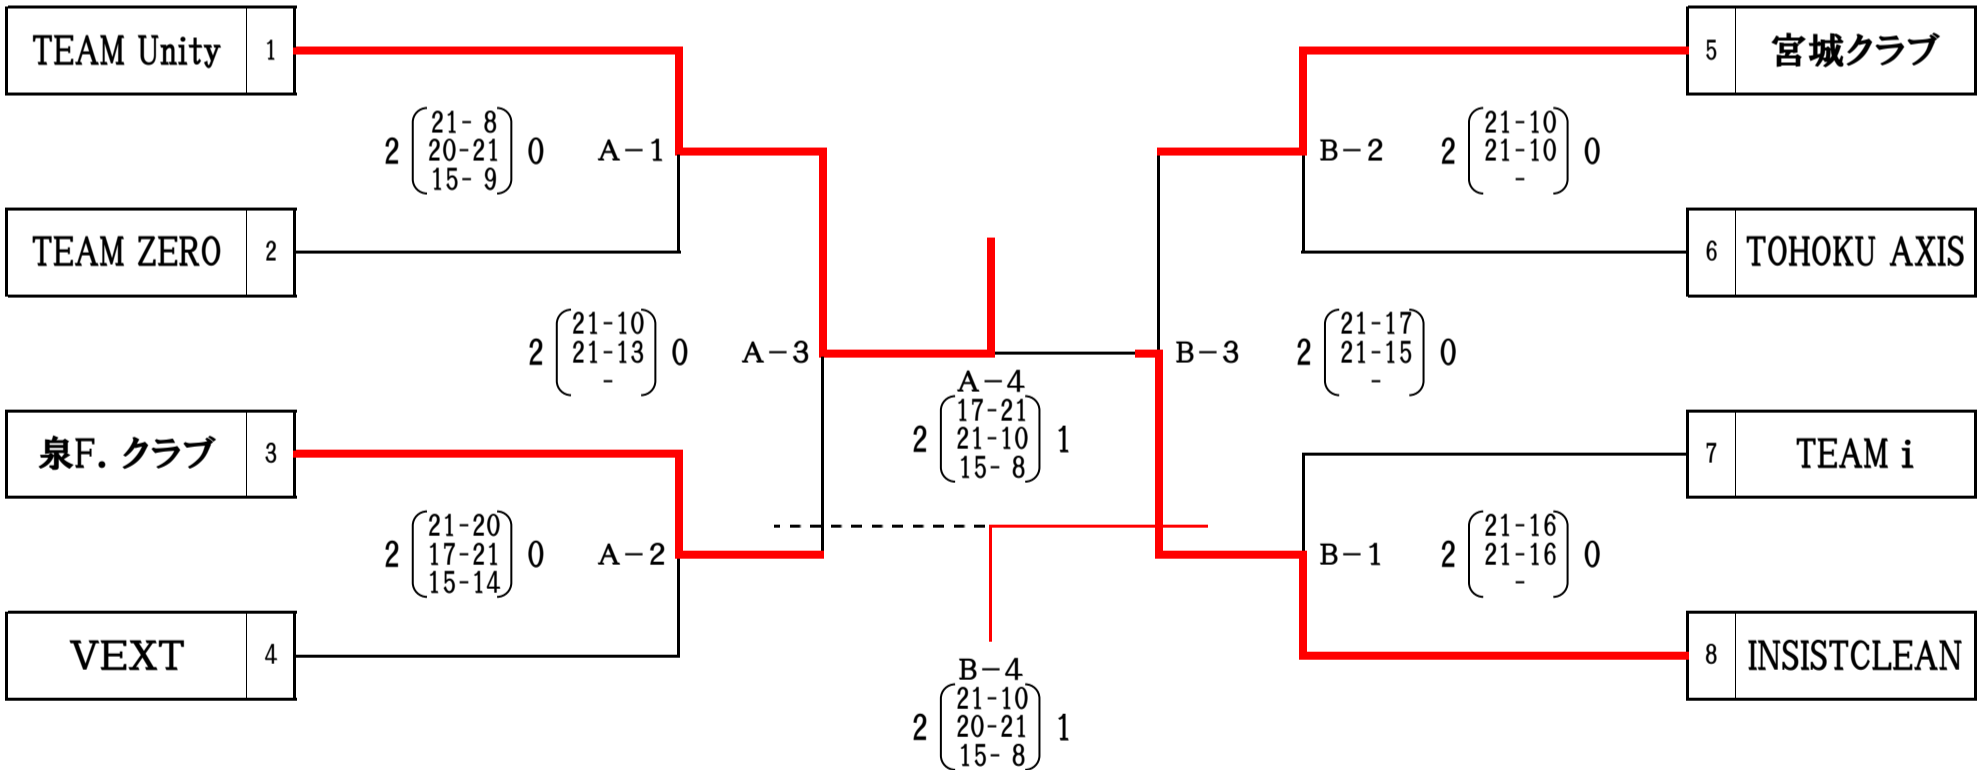 TEAM Unity 1
5 宮城クラブ
2 21- 8 0
20-21
15- 9
A-1
B-2
2 21-10 0
21-10
-
TEAM ZERO 2
6 TOHOKU AXIS
2 21-10 0
21-13
-
A-3
B-3
2 21-17 0
21-15
-
A-4
2 17-21 1
21-10
15- 8
泉F. クラブ 3
7 TEAM i
2 21-20 0
17-21
15-14
A-2
B-1
2 21-16 0
21-16
-
VEXT 4
8 INSISTCLEAN
B-4
2 21-10 1
20-21
15- 8